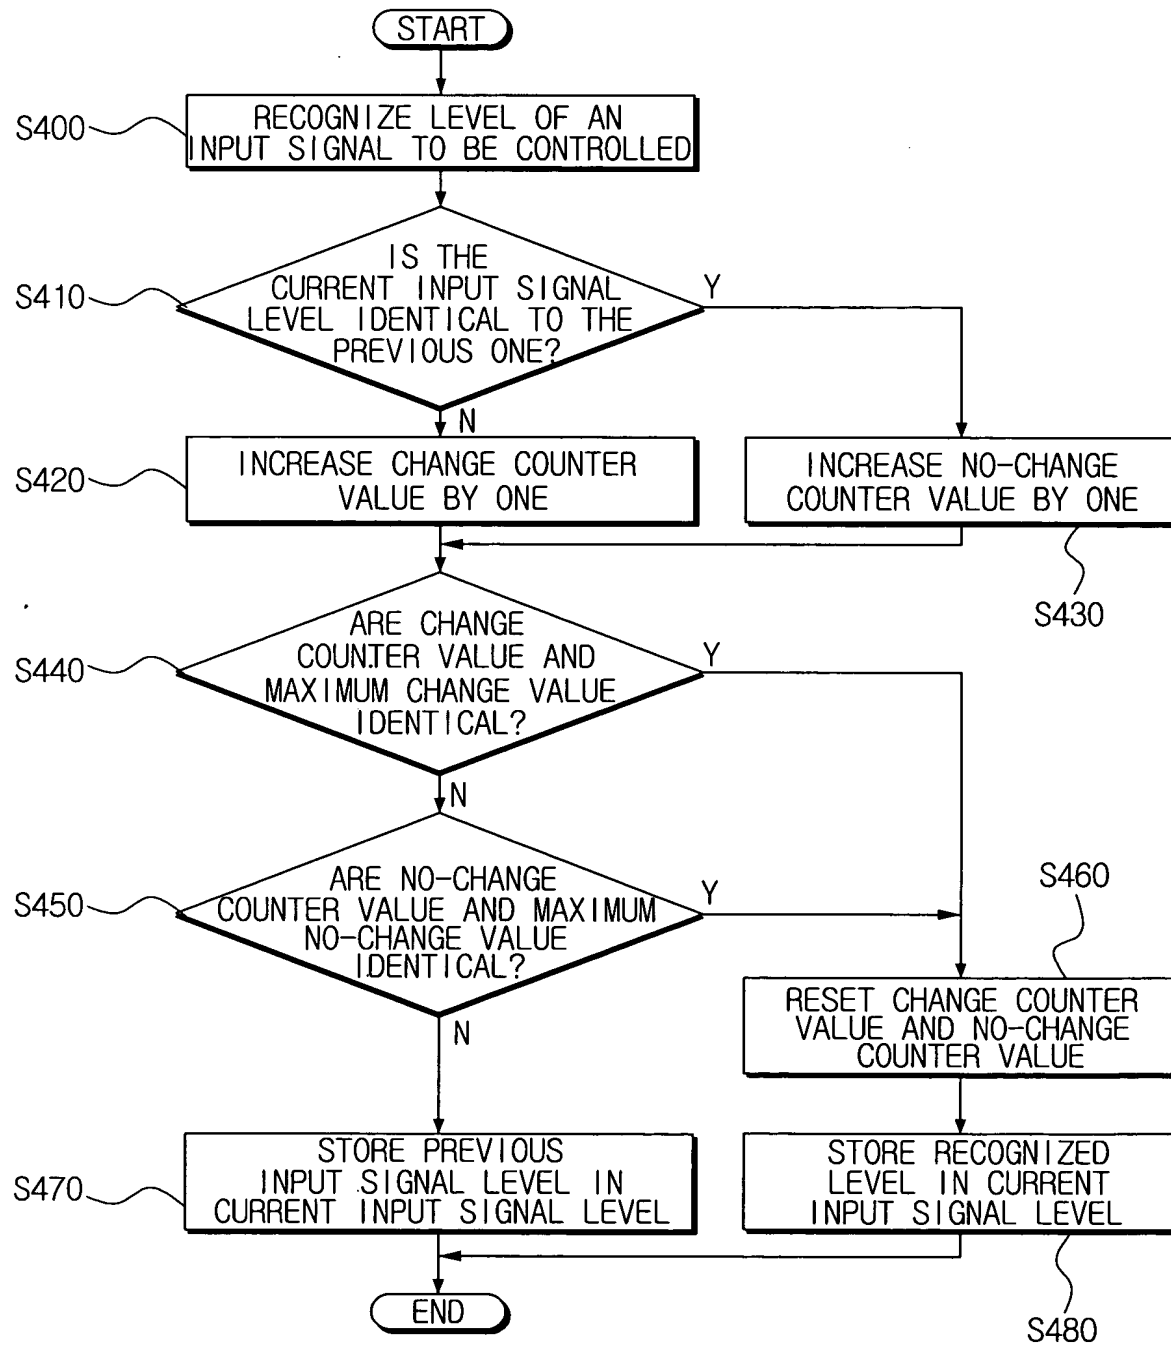 START
S400
RECOGNIZE LEVEL OF AN
INPUT SIGNAL TO BE CONTROLLED
S410
IS THE
CURRENT INPUT SIGNAL
LEVEL IDENTICAL TO THE
PREVIOUS ONE?
Y
N
S420
INCREASE CHANGE COUNTER
VALUE BY ONE
INCREASE NO-CHANGE
COUNTER VALUE BY ONE
S430
S440
ARE CHANGE
COUNTER VALUE AND
MAXIMUM CHANGE VALUE
IDENTICAL?
Y
N
S450
ARE NO-CHANGE
COUNTER VALUE AND MAXIMUM
NO-CHANGE VALUE
IDENTICAL?
Y
N
S460
RESET CHANGE COUNTER
VALUE AND NO-CHANGE
COUNTER VALUE
S470
STORE PREVIOUS
INPUT SIGNAL LEVEL IN
CURRENT INPUT SIGNAL LEVEL
STORE RECOGNIZED
LEVEL IN CURRENT
INPUT SIGNAL LEVEL
S480
END